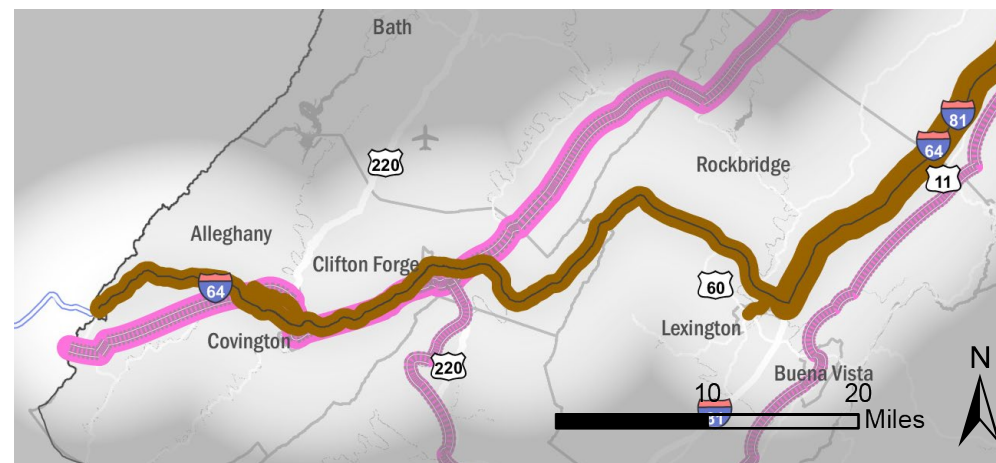 Bath
81
64
220
Rockbridge
11
Alleghany
Clifton Forge
64
60
Covington
Lexington
N
220
Buena Vista
10
20
81
Miles